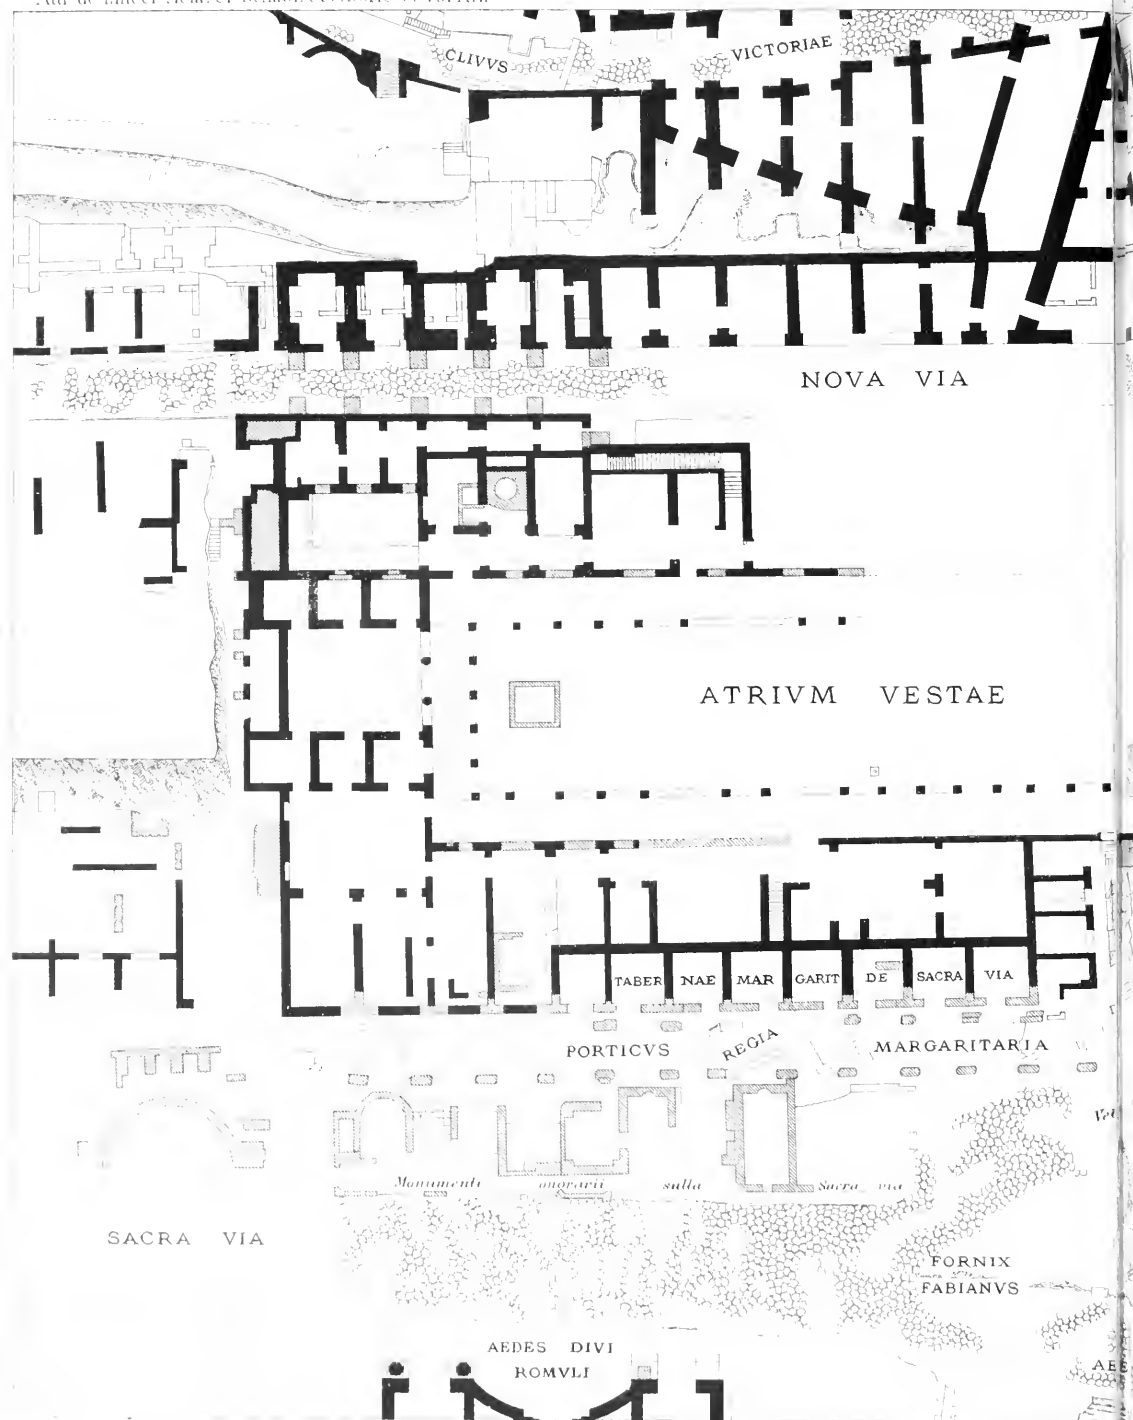 CLIVVS VICTORIAE
NOVA VIA
ATRIVM VESTAE
TABER NAE MAR GARIT DE SACRA VIA
PORTICVS REGIA MARGARITARIA
Monumenti onorarii sulla Sacra via
SACRA VIA
FORNIX
FABIANVS
AEDES DIVI
ROMVLI